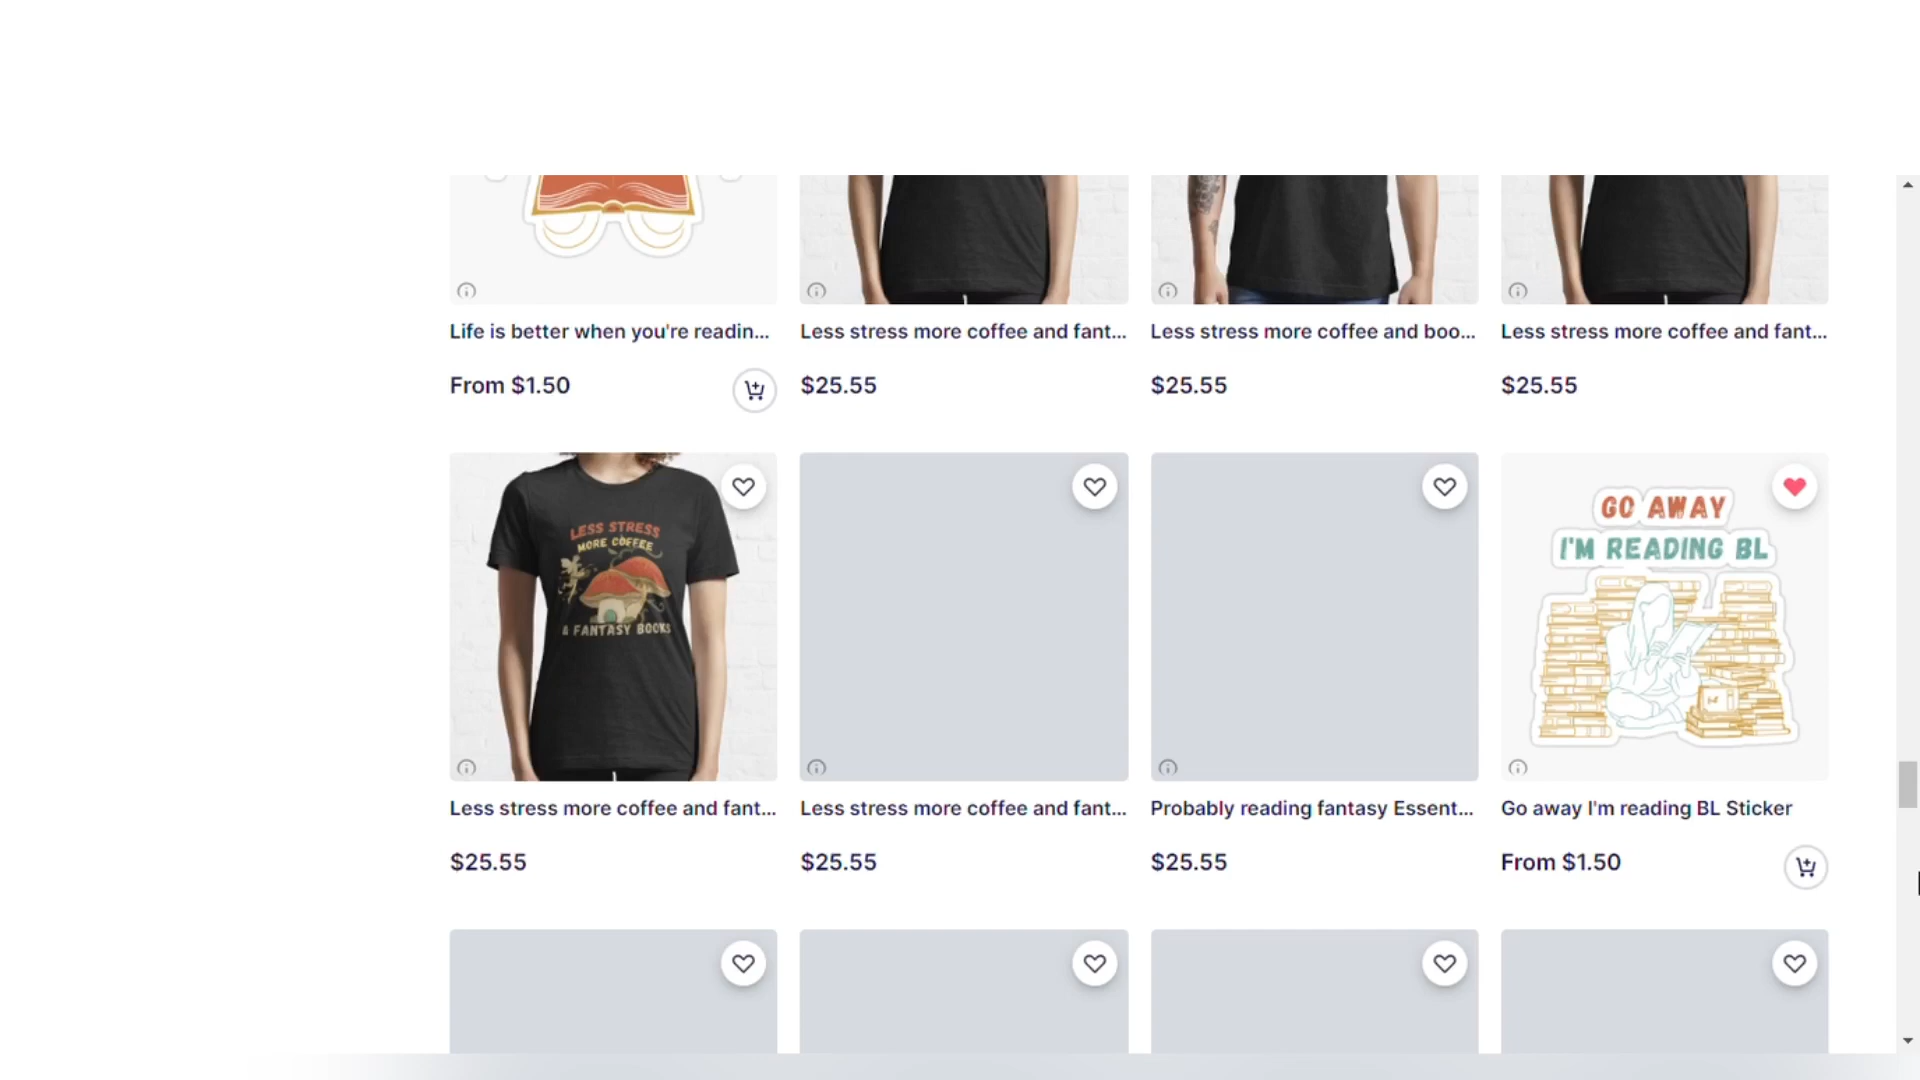 Life is better when you're readin...
Less stress more coffee and fant...
Less stress more coffee and boo...
Less stress more coffee and fant...
From $1.50
$25.55
$25.55
$25.55
LESS STRESS
MORE COFFEE
& FANTASY BOOKS
GO AWAY
I'M READING BL
Less stress more coffee and fant...
Less stress more coffee and fant...
Probably reading fantasy Essent...
Go away I'm reading BL Sticker
$25.55
$25.55
$25.55
From $1.50